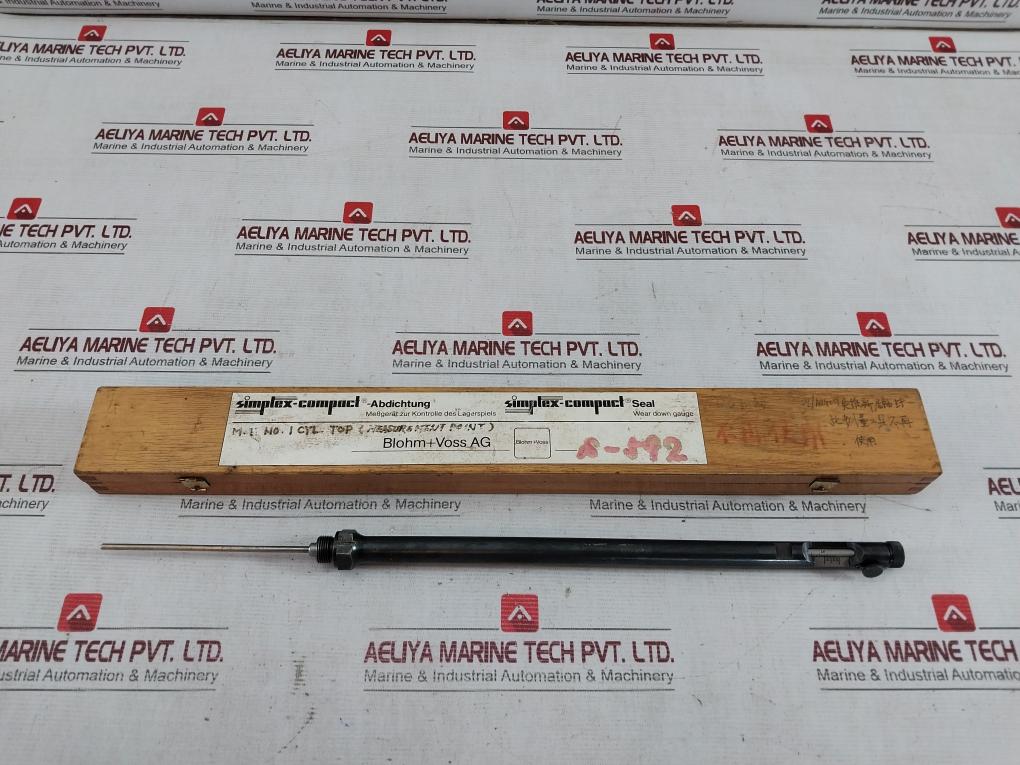 AELIYA MARINE TECH PVT. LTD.
Marine & Industrial Automation & Machinery
simplex-compact®-Abdichtung
Meßgerät zur Kontrolle des Lagerspiels
simplex-compact® Seal
Wear down gauge
M.E NO. 1 CYL. TOP (MEASUREMENT POINT)
Blohm+Voss AG
Blohm+Voss
S-592
使用